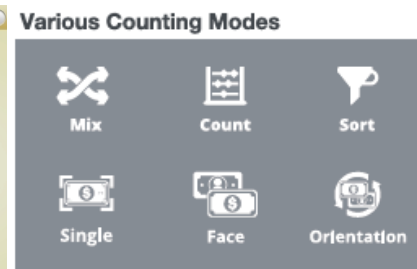 Various Counting Modes
Mix Count Sort
Single Face Orientation